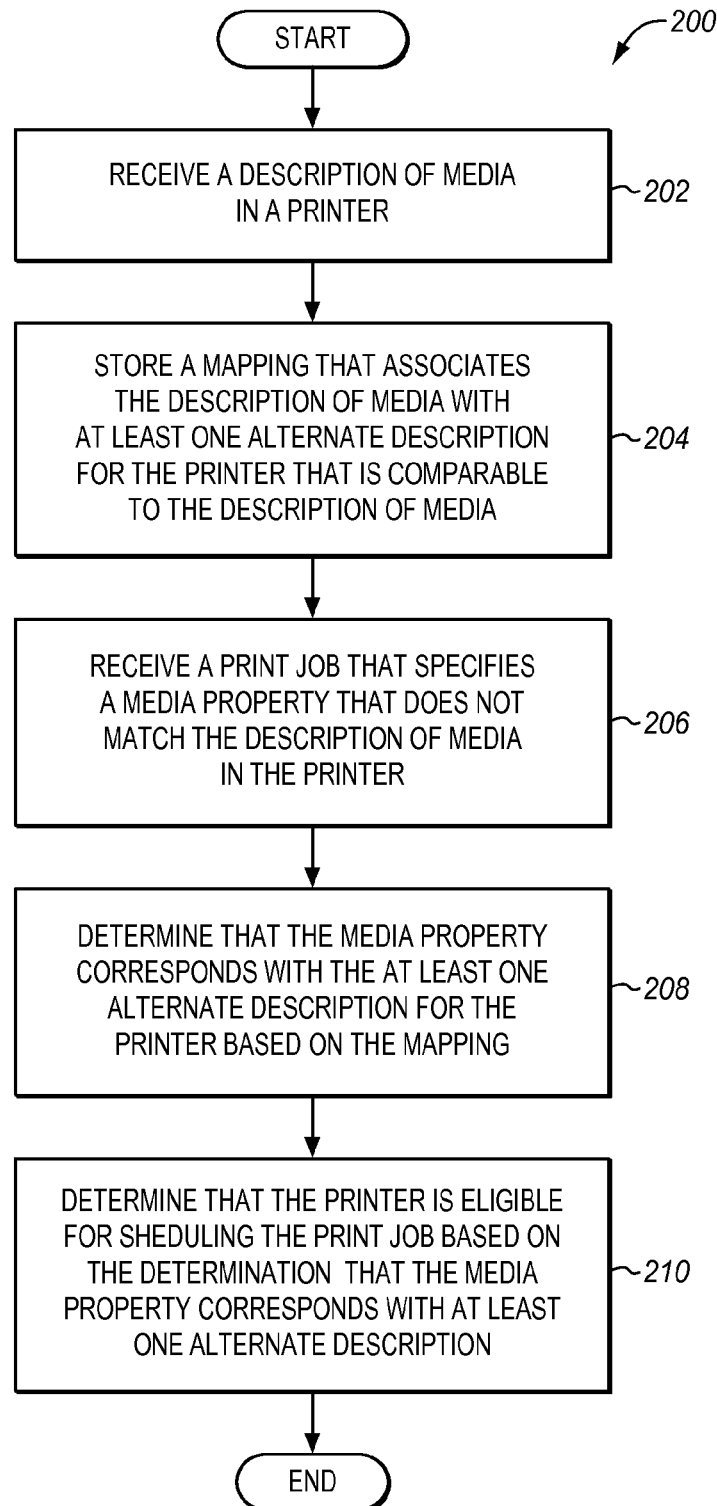 START
200
RECEIVE A DESCRIPTION OF MEDIA
IN A PRINTER
202
STORE A MAPPING THAT ASSOCIATES
THE DESCRIPTION OF MEDIA WITH
AT LEAST ONE ALTERNATE DESCRIPTION
FOR THE PRINTER THAT IS COMPARABLE
TO THE DESCRIPTION OF MEDIA
204
RECEIVE A PRINT JOB THAT SPECIFIES
A MEDIA PROPERTY THAT DOES NOT
MATCH THE DESCRIPTION OF MEDIA
IN THE PRINTER
206
DETERMINE THAT THE MEDIA PROPERTY
CORRESPONDS WITH THE AT LEAST ONE
ALTERNATE DESCRIPTION FOR THE
PRINTER BASED ON THE MAPPING
208
DETERMINE THAT THE PRINTER IS ELIGIBLE
FOR SHEDULING THE PRINT JOB BASED ON
THE DETERMINATION THAT THE MEDIA
PROPERTY CORRESPONDS WITH AT LEAST
ONE ALTERNATE DESCRIPTION
210
END